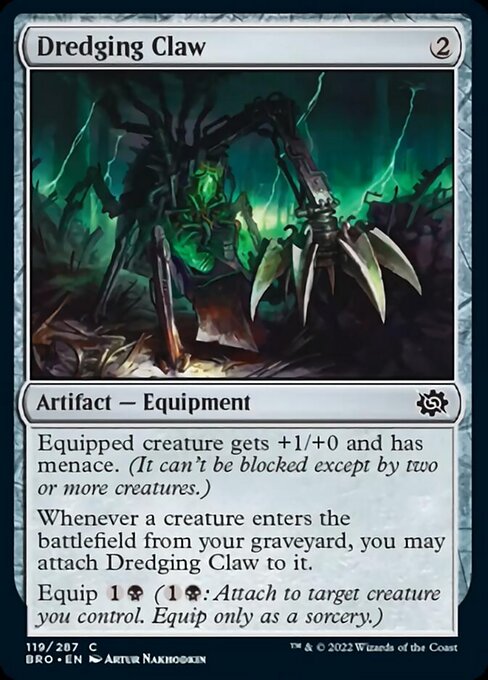 Dredging Claw 2
Artifact — Equipment
Equipped creature gets +1/+0 and has
menace. (It can't be blocked except by two
or more creatures.)
Whenever a creature enters the
battlefield from your graveyard, you may
attach Dredging Claw to it.
Equip 1 ( 1 : Attach to target creature
you control. Equip only as a sorcery.)
119/287 C
BRO • EN Artur Nakhodkin
™ & © 2022 Wizards of the Coast